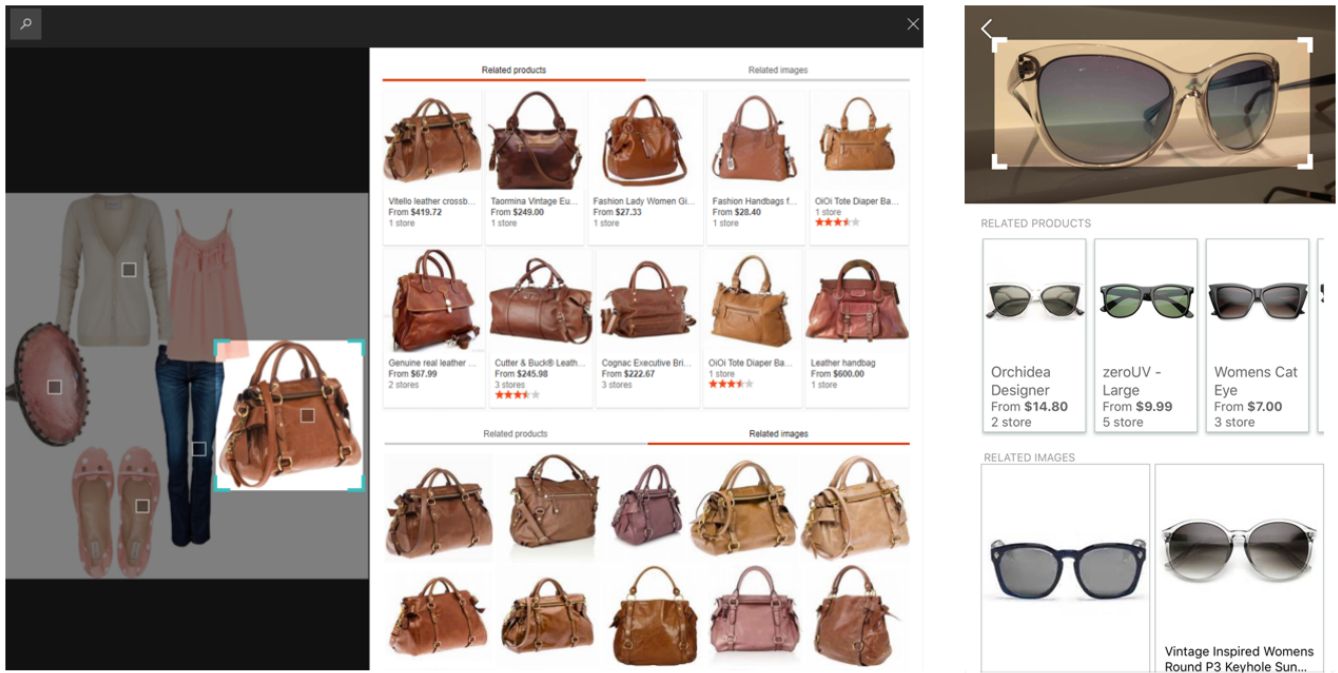 Related products
Related images
Vitello leather crossb...
From $419.72
1 store
Taormina Vintage Eu...
From $249.00
1 store
Fashion Lady Women Gi...
From $27.33
1 store
Fashion Handbags f...
From $28.40
1 store
OiOi Tote Diaper Ba...
1 store
Genuine real leather ...
From $67.99
2 stores
Cutter & Buck® Leath...
From $245.98
3 stores
Cognac Executive Bri...
From $222.67
3 stores
OiOi Tote Diaper Ba...
1 store
Leather handbag
From $600.00
1 store
Related products
Related images
RELATED PRODUCTS
Orchidea
Designer
From $14.80
2 store
zeroUV -
Large
From $9.99
5 store
Womens Cat
Eye
From $7.00
3 store
RELATED IMAGES
Vintage Inspired Womens
Round P3 Keyhole Sun...